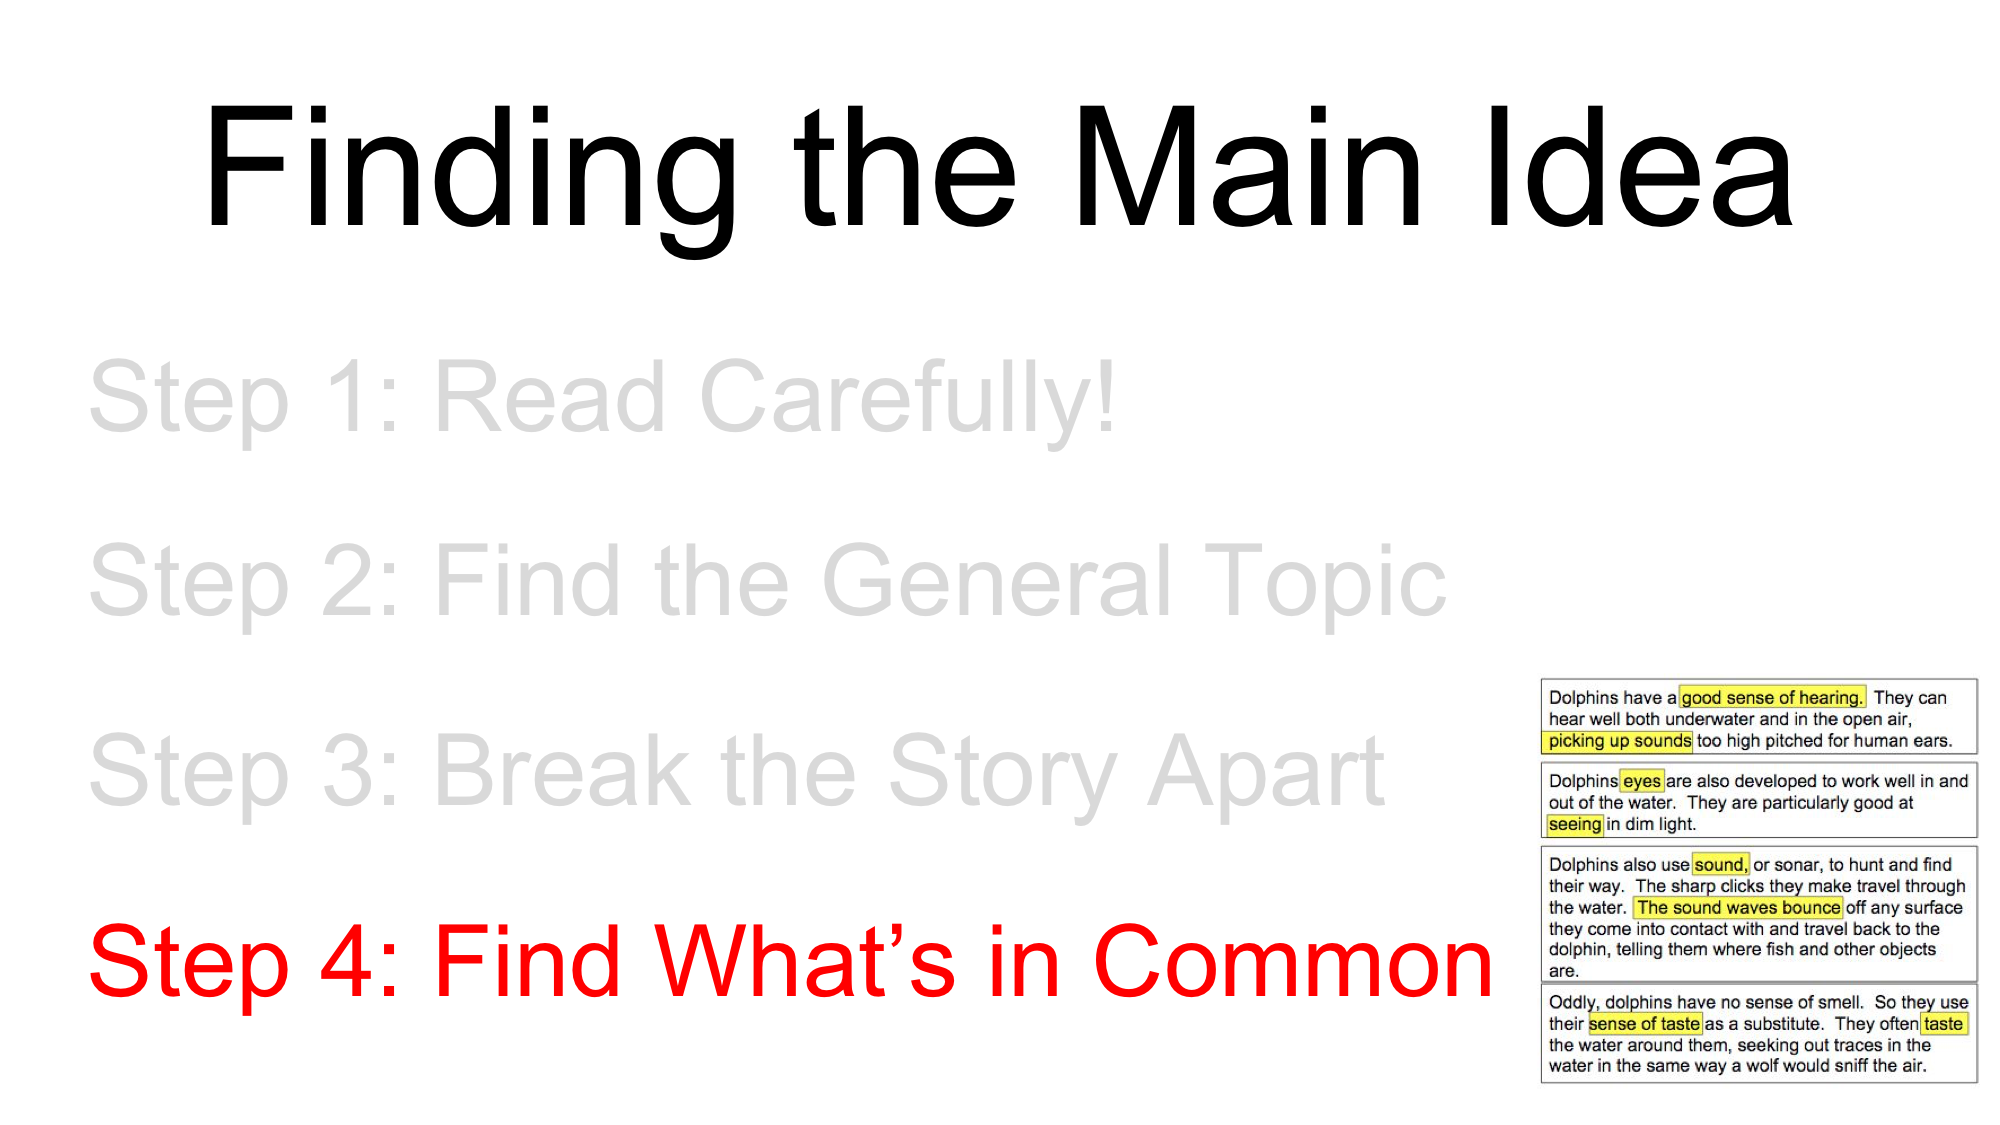 Finding the Main Idea
Step 1: Read Carefully!
Step 2: Find the General Topic
Step 3: Break the Story Apart
Step 4: Find What’s in Common
Dolphins have a good sense of hearing. They can
hear well both underwater and in the open air,
picking up sounds too high pitched for human ears.
Dolphins eyes are also developed to work well in and
out of the water. They are particularly good at
seeing in dim light.
Dolphins also use sound, or sonar, to hunt and find
their way. The sharp clicks they make travel through
the water. The sound waves bounce off any surface
they come into contact with and travel back to the
dolphin, telling them where fish and other objects
are.
Oddly, dolphins have no sense of smell. So they use
their sense of taste as a substitute. They often taste
the water around them, seeking out traces in the
water in the same way a wolf would sniff the air.